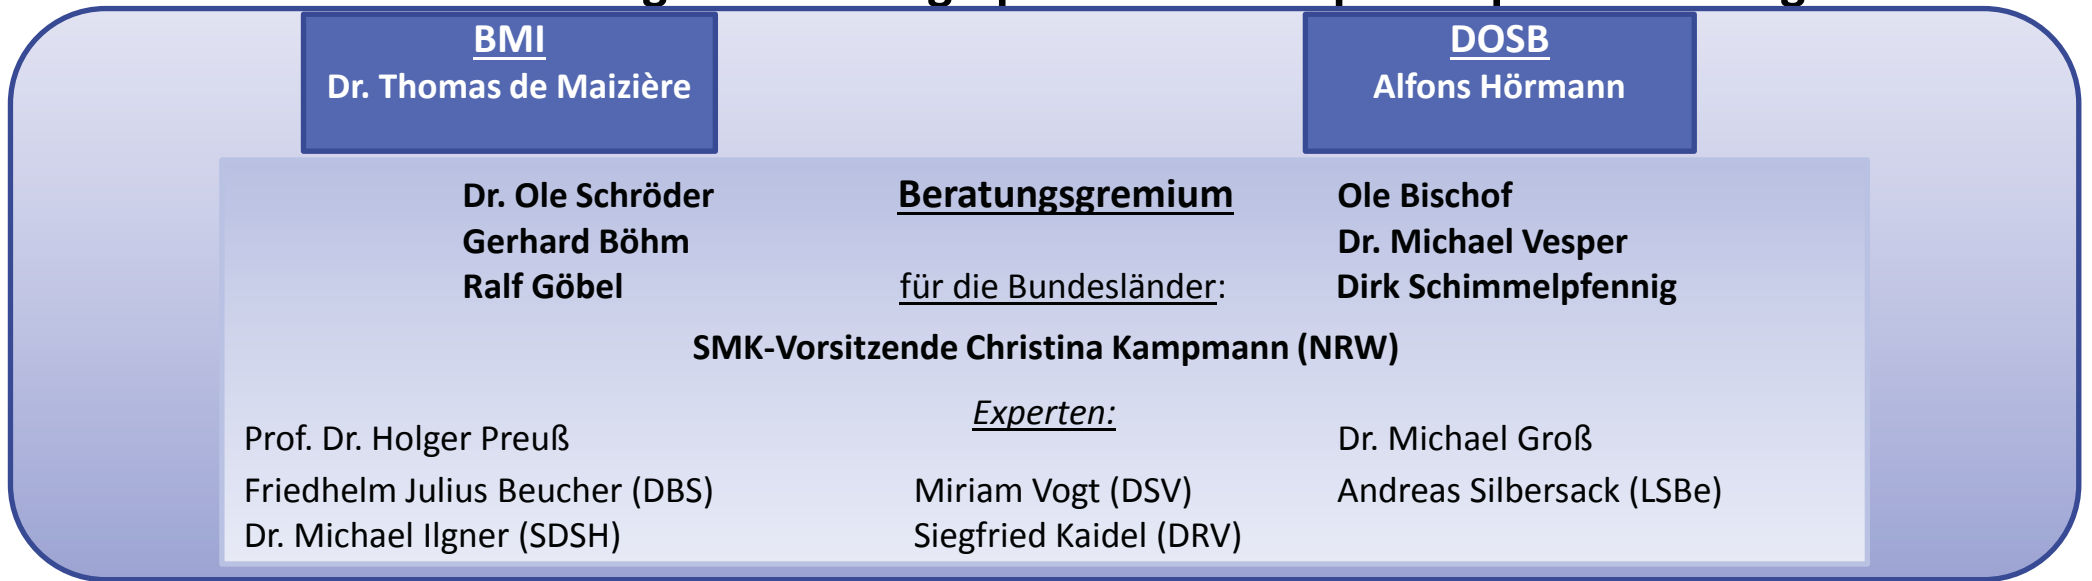 BMI
Dr. Thomas de Maizière
DOSB
Alfons Hörmann
Dr. Ole Schröder
Gerhard Böhm
Ralf Göbel
Beratungsgremium
für die Bundesländer:
Ole Bischof
Dr. Michael Vesper
Dirk Schimmelpfennig
SMK-Vorsitzende Christina Kampmann (NRW)
Experten:
Prof. Dr. Holger Preuß
Friedhelm Julius Beucher (DBS)
Dr. Michael Ilgner (SDSH)
Miriam Vogt (DSV)
Siegfried Kaidel (DRV)
Dr. Michael Groß
Andreas Silbersack (LSBe)